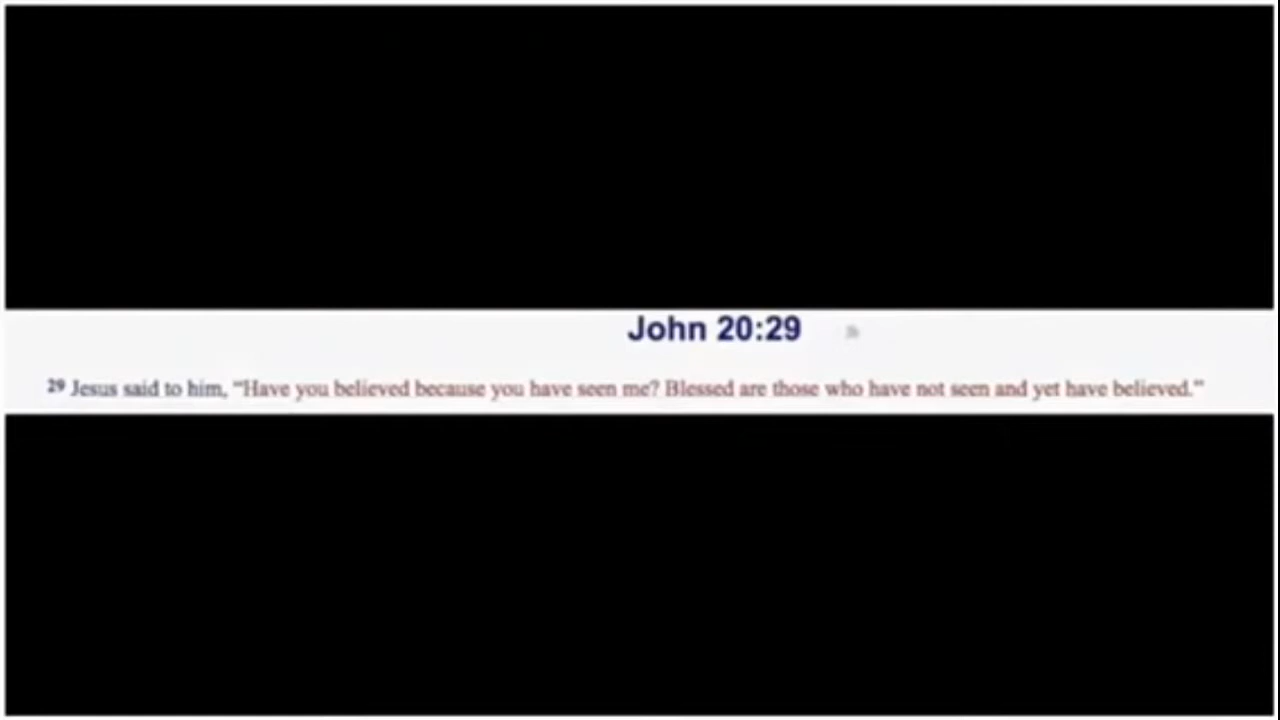 John 20:29
29 Jesus said to him, “Have you believed because you have seen me? Blessed are those who have not seen and yet have believed.”